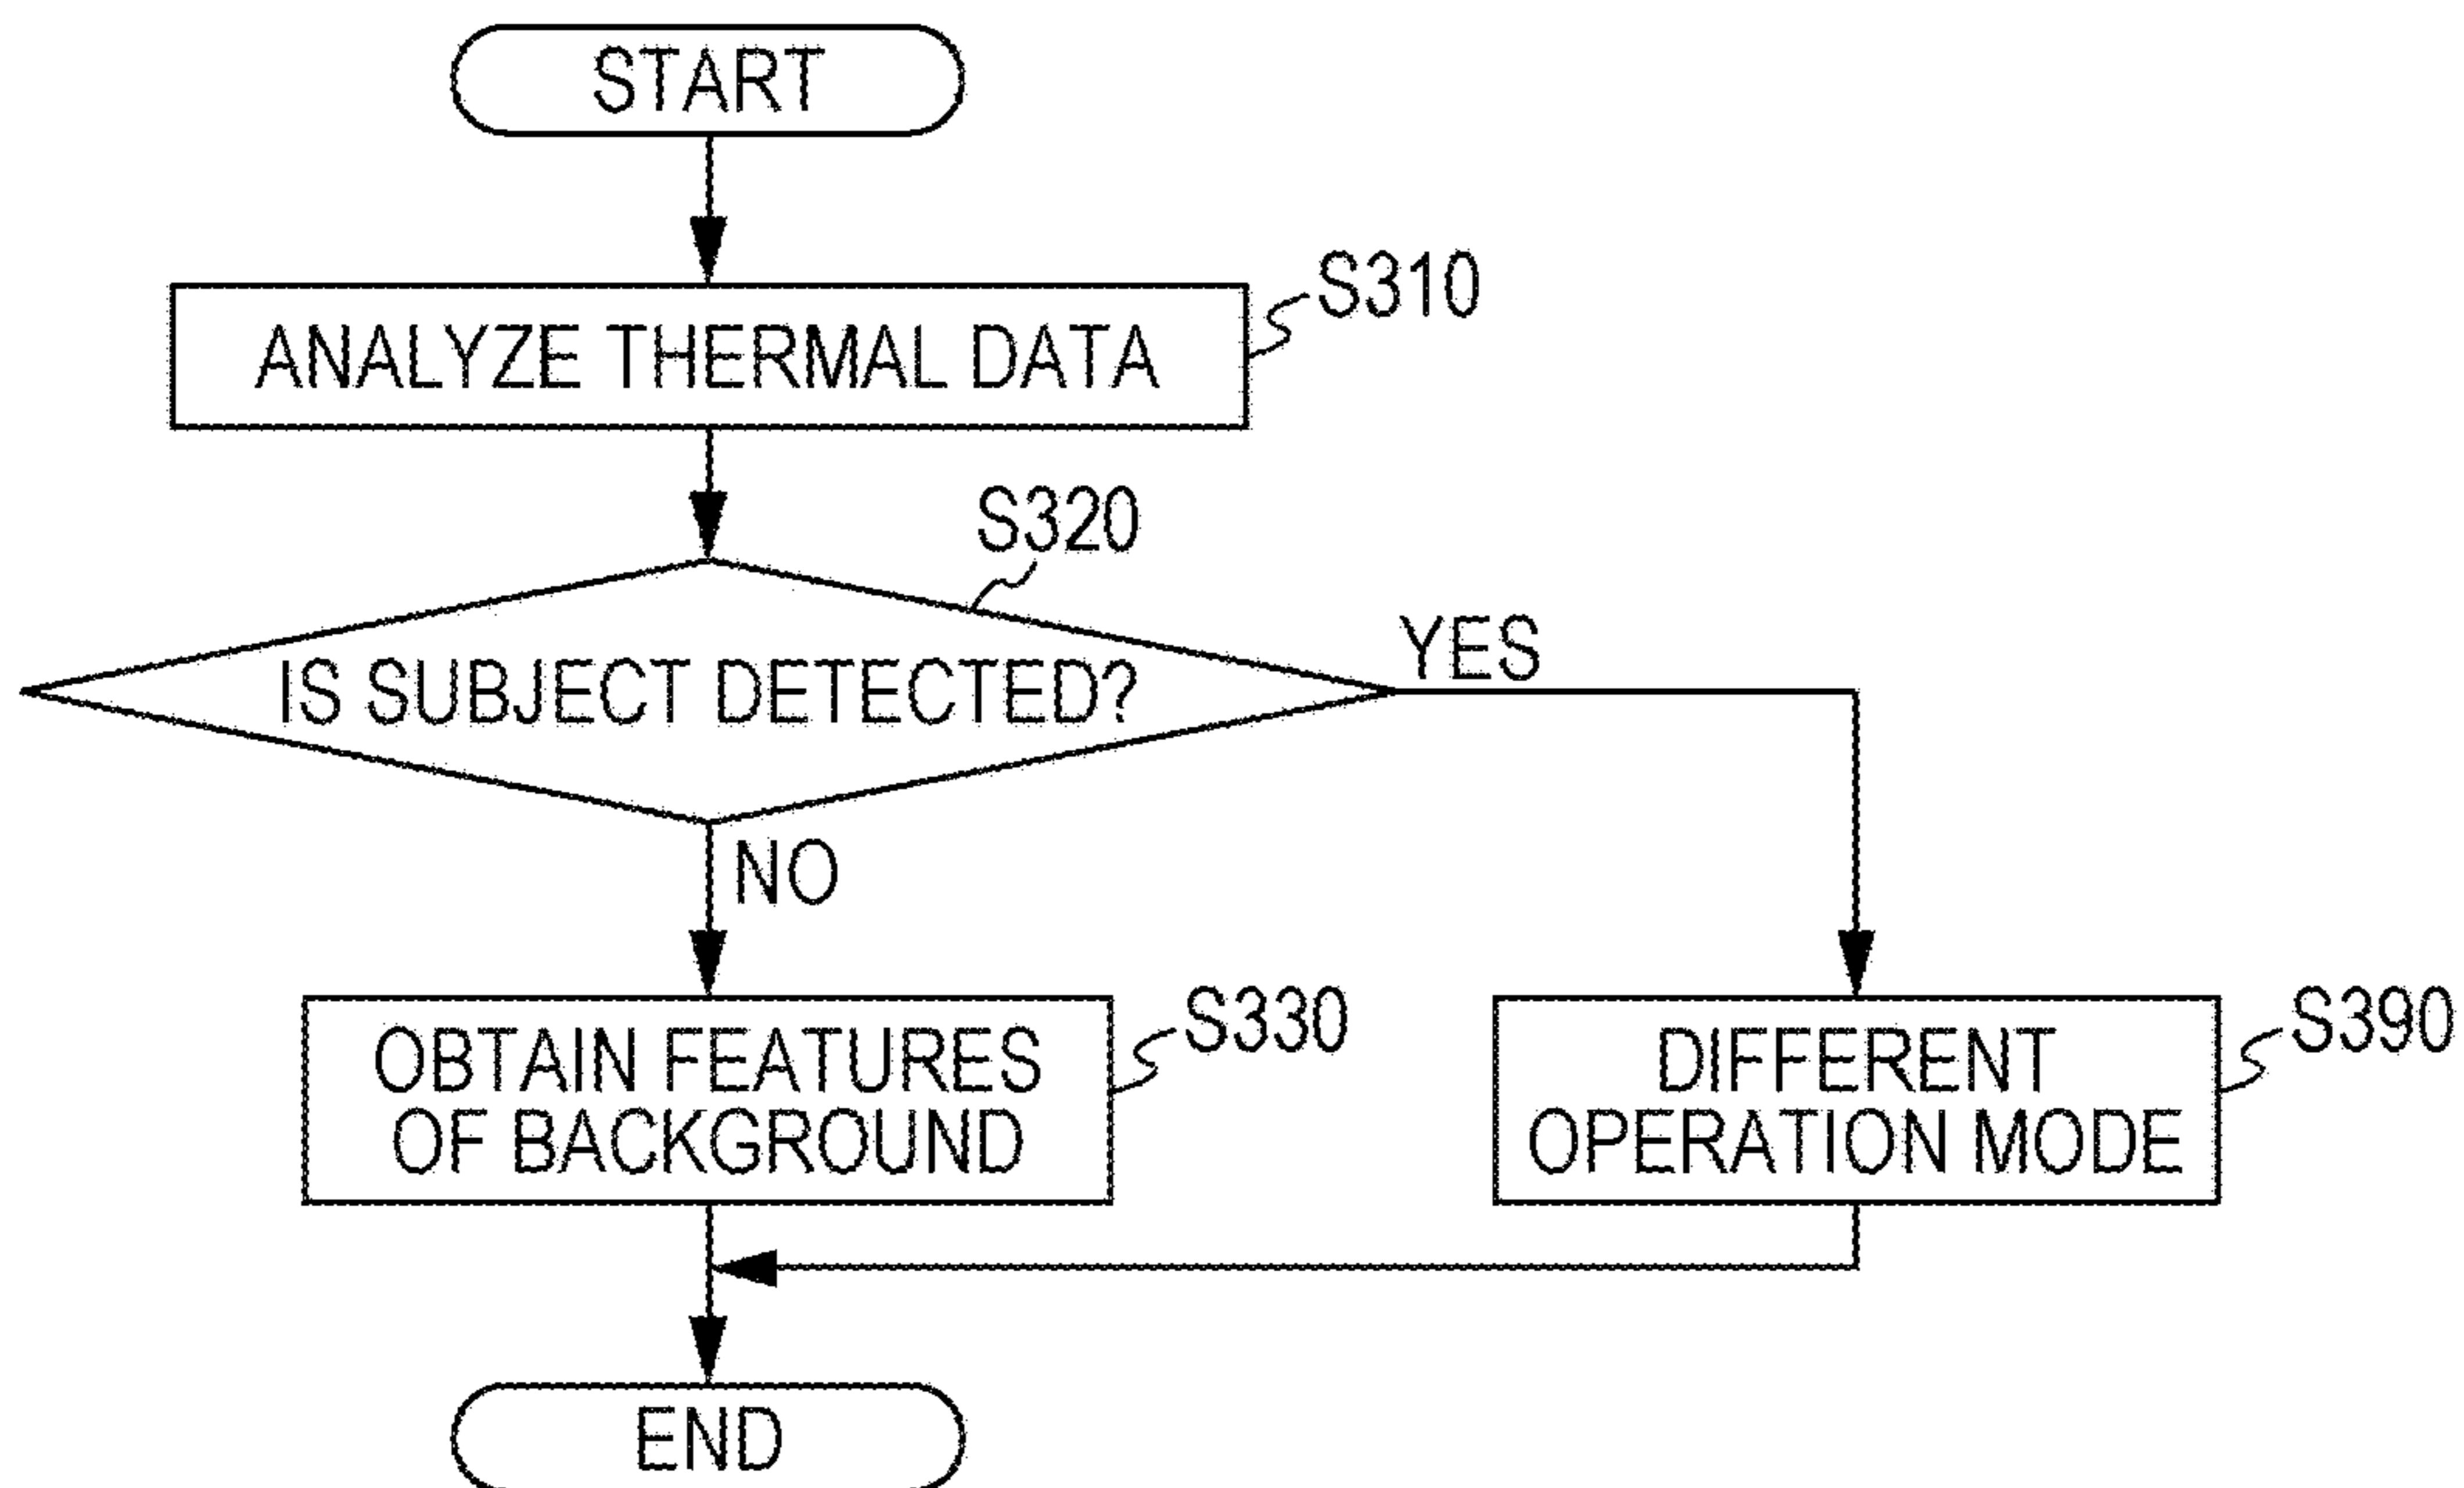 START
ANALYZE THERMAL DATA
S310
S320
IS SUBJECT DETECTED?
YES
NO
OBTAIN FEATURES
OF BACKGROUND
S330
DIFFERENT
OPERATION MODE
S390
END